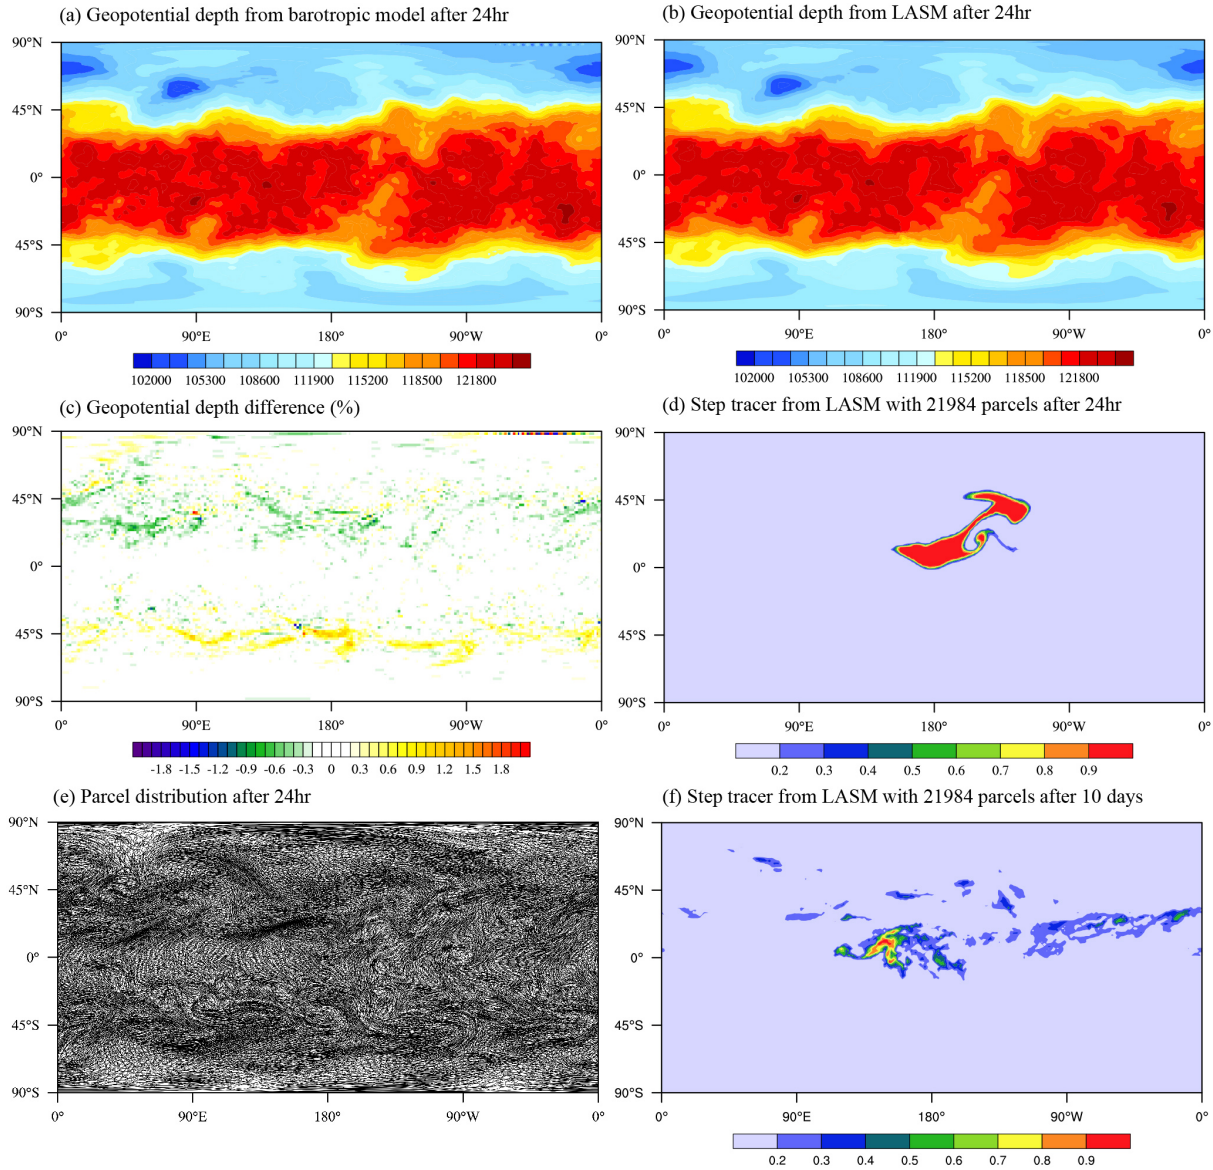 (a) Geopotential depth from barotropic model after 24hr
90°N
45°N
0°
45°S
90°S
0° 90°E 180° 90°W 0°
102000 105300 108600 111900 115200 118500 121800
(b) Geopotential depth from LASM after 24hr
90°N
45°N
0°
45°S
90°S
0° 90°E 180° 90°W 0°
102000 105300 108600 111900 115200 118500 121800
(c) Geopotential depth difference (%)
90°N
45°N
0°
45°S
90°S
0° 90°E 180° 90°W 0°
-1.8 -1.5 -1.2 -0.9 -0.6 -0.3 0 0.3 0.6 0.9 1.2 1.5 1.8
(d) Step tracer from LASM with 21984 parcels after 24hr
90°N
45°N
0°
45°S
90°S
0° 90°E 180° 90°W 0°
0.2 0.3 0.4 0.5 0.6 0.7 0.8 0.9
(e) Parcel distribution after 24hr
90°N
45°N
0°
45°S
90°S
0° 90°E 180° 90°W 0°
(f) Step tracer from LASM with 21984 parcels after 10 days
90°N
45°N
0°
45°S
90°S
0° 90°E 180° 90°W 0°
0.2 0.3 0.4 0.5 0.6 0.7 0.8 0.9